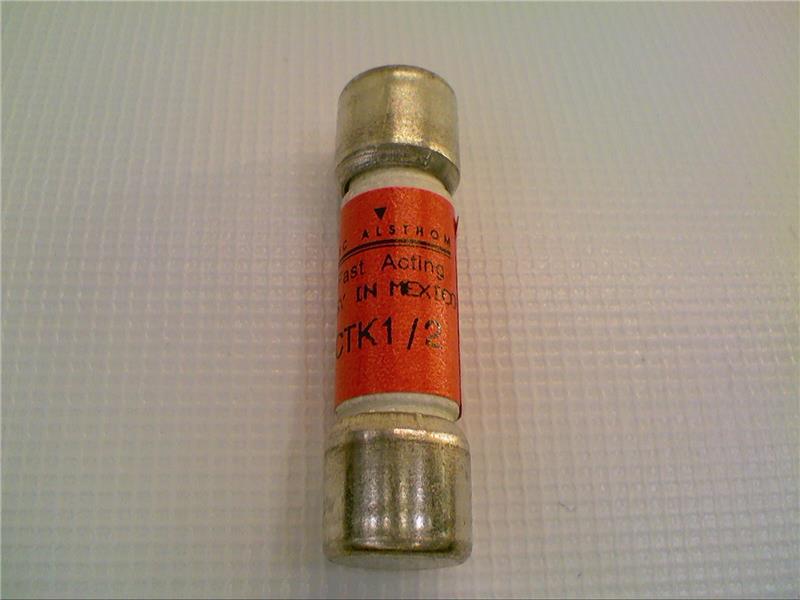 ALSTHOM
Fast Acting
IN MEXICO
CTK1/2